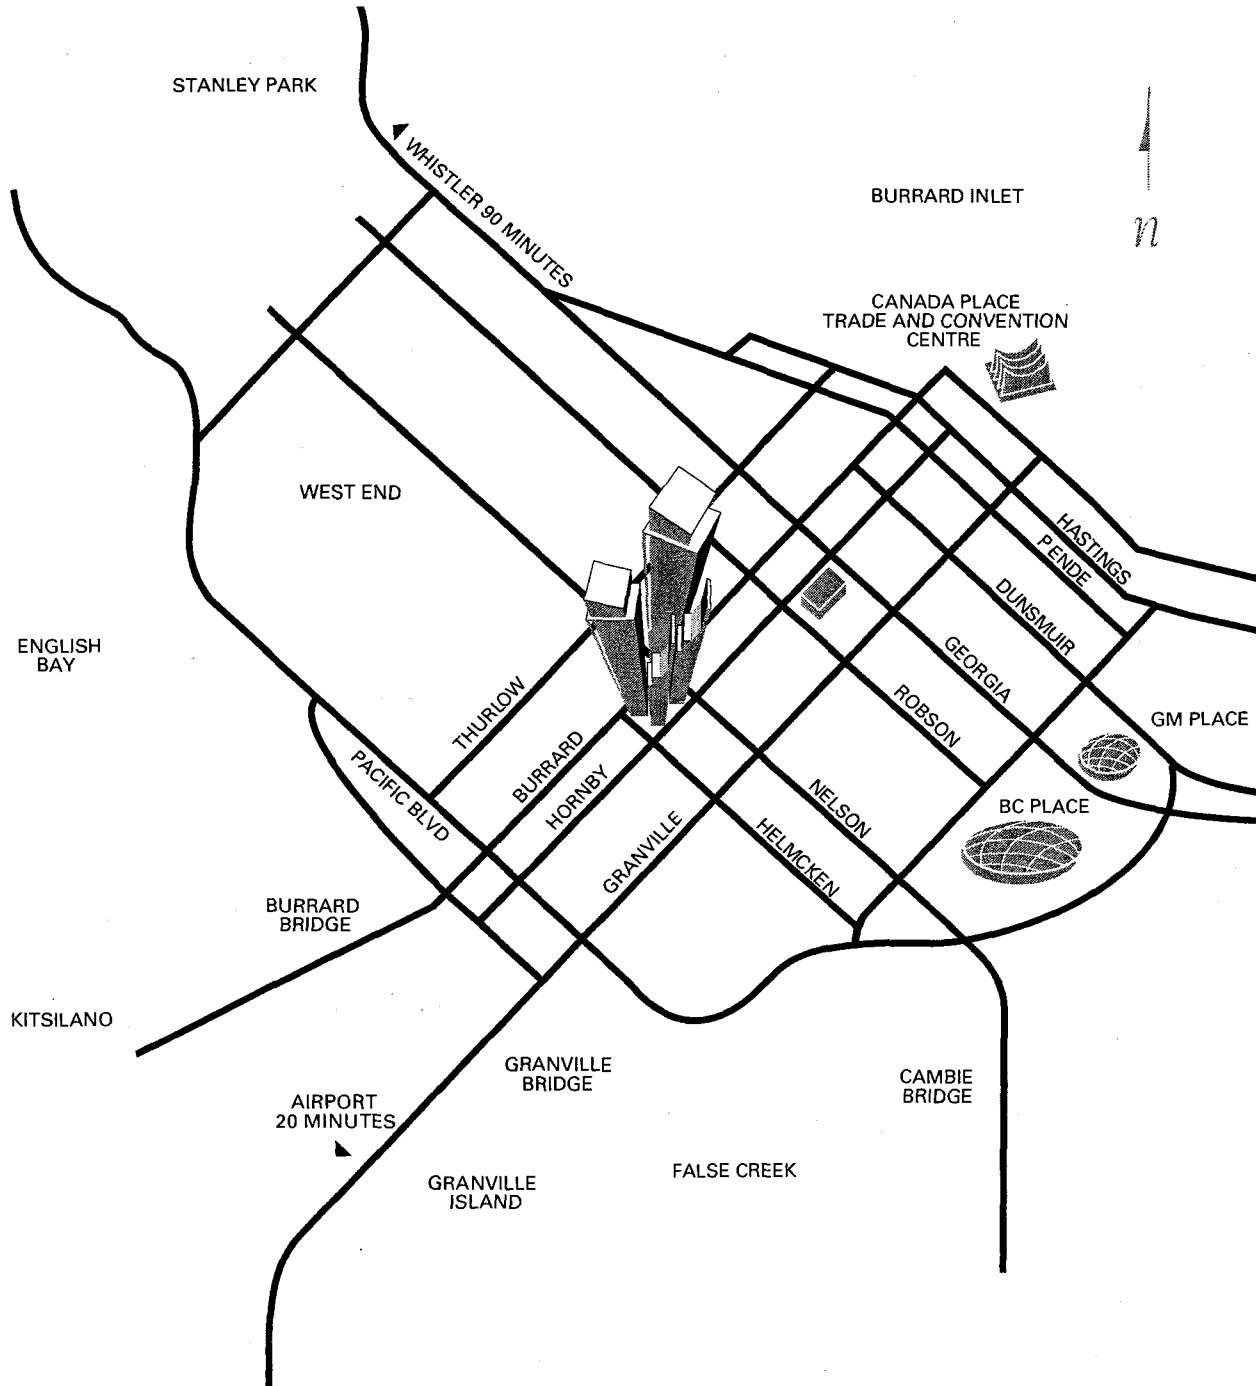 STANLEY PARK
WHISTLER 90 MINUTES
BURRARD INLET
n
CANADA PLACE
TRADE AND CONVENTION
CENTRE
WEST END
HASTINGS
PENDE
DUNSMUIR
GEORGIA
ROBSON
GM PLACE
ENGLISH
BAY
THURLOW
BURRARD
HORNBY
PACIFIC BLVD
GRANVILLE
NELSON
HELMCKEN
BC PLACE
BURRARD
BRIDGE
KITSILANO
GRANVILLE
BRIDGE
CAMBIE
BRIDGE
AIRPORT
20 MINUTES
GRANVILLE
ISLAND
FALSE CREEK